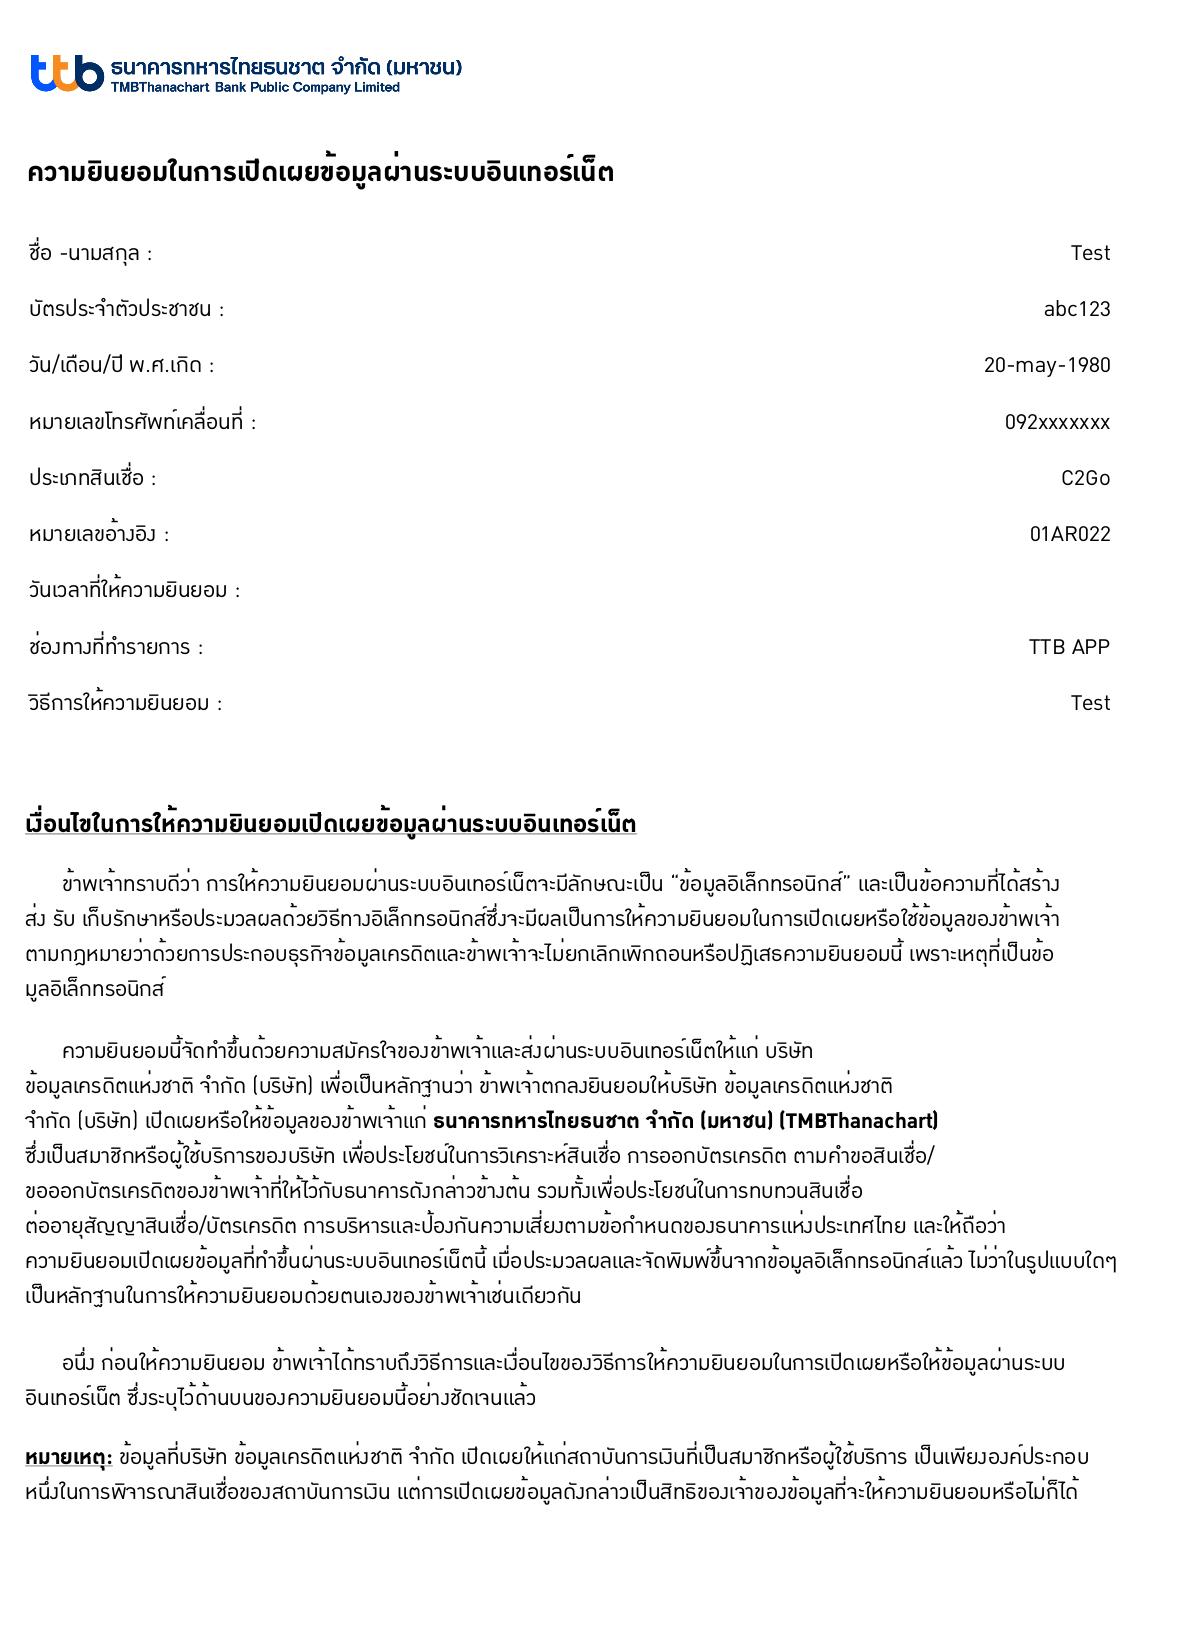 ttb ธนาคารทหารไทยธนชาต จำกัด (มหาชน)
TMBThanachart Bank Public Company Limited
ความยินยอมในการเปิดเผยข้อมูลผ่านระบบอินเทอร์เน็ต
ชื่อ -นามสกุล : Test
บัตรประจำตัวประชาชน : abc123
วัน/เดือน/ปี พ.ศ.เกิด : 20-may-1980
หมายเลขโทรศัพท์เคลื่อนที่ : 092xxxxxxx
ประเภทสินเชื่อ : C2Go
หมายเลขอ้างอิง : 01AR022
วันเวลาที่ให้ความยินยอม :
ช่องทางที่ทำรายการ : TTB APP
วิธีการให้ความยินยอม : Test
เงื่อนไขในการให้ความยินยอมเปิดเผยข้อมูลผ่านระบบอินเทอร์เน็ต
ข้าพเจ้าทราบดีว่า การให้ความยินยอมผ่านระบบอินเทอร์เน็ตจะมีลักษณะเป็น “ข้อมูลอิเล็กทรอนิกส์” และเป็นข้อความที่ได้สร้าง
ส่ง รับ เก็บรักษาหรือประมวลผลด้วยวิธีทางอิเล็กทรอนิกส์ซึ่งจะมีผลเป็นการให้ความยินยอมในการเปิดเผยหรือใช้ข้อมูลของข้าพเจ้า
ตามกฎหมายว่าด้วยการประกอบธุรกิจข้อมูลเครดิตและข้าพเจ้าจะไม่ยกเลิกเพิกถอนหรือปฏิเสธความยินยอมนี้ เพราะเหตุที่เป็นข้อ
มูลอิเล็กทรอนิกส์
ความยินยอมนี้จัดทำขึ้นด้วยความสมัครใจของข้าพเจ้าและส่งผ่านระบบอินเทอร์เน็ตให้แก่ บริษัท
ข้อมูลเครดิตแห่งชาติ จำกัด (บริษัท) เพื่อเป็นหลักฐานว่า ข้าพเจ้าตกลงยินยอมให้บริษัท ข้อมูลเครดิตแห่งชาติ
จำกัด (บริษัท) เปิดเผยหรือให้ข้อมูลของข้าพเจ้าแก่ ธนาคารทหารไทยธนชาต จำกัด (มหาชน) (TMBThanachart)
ซึ่งเป็นสมาชิกหรือผู้ใช้บริการของบริษัท เพื่อประโยชน์ในการวิเคราะห์สินเชื่อ การออกบัตรเครดิต ตามคำขอสินเชื่อ/
ขอออกบัตรเครดิตของข้าพเจ้าที่ให้ไว้กับธนาคารดังกล่าวข้างต้น รวมทั้งเพื่อประโยชน์ในการทบทวนสินเชื่อ
ต่ออายุสัญญาสินเชื่อ/บัตรเครดิต การบริหารและป้องกันความเสี่ยงตามข้อกำหนดของธนาคารแห่งประเทศไทย และให้ถือว่า
ความยินยอมเปิดเผยข้อมูลที่ทำขึ้นผ่านระบบอินเทอร์เน็ตนี้ เมื่อประมวลผลและจัดพิมพ์ขึ้นจากข้อมูลอิเล็กทรอนิกส์แล้ว ไม่ว่าในรูปแบบใดๆ
เป็นหลักฐานในการให้ความยินยอมด้วยตนเองของข้าพเจ้าเช่นเดียวกัน
อนึ่ง ก่อนให้ความยินยอม ข้าพเจ้าได้ทราบถึงวิธีการและเงื่อนไขของวิธีการให้ความยินยอมในการเปิดเผยหรือให้ข้อมูลผ่านระบบ
อินเทอร์เน็ต ซึ่งระบุไว้ด้านบนของความยินยอมนี้อย่างชัดเจนแล้ว
หมายเหตุ: ข้อมูลที่บริษัท ข้อมูลเครดิตแห่งชาติ จำกัด เปิดเผยให้แก่สถาบันการเงินที่เป็นสมาชิกหรือผู้ใช้บริการ เป็นเพียงองค์ประกอบ
หนึ่งในการพิจารณาสินเชื่อของสถาบันการเงิน แต่การเปิดเผยข้อมูลดังกล่าวเป็นสิทธิของเจ้าของข้อมูลที่จะให้ความยินยอมหรือไม่ก็ได้